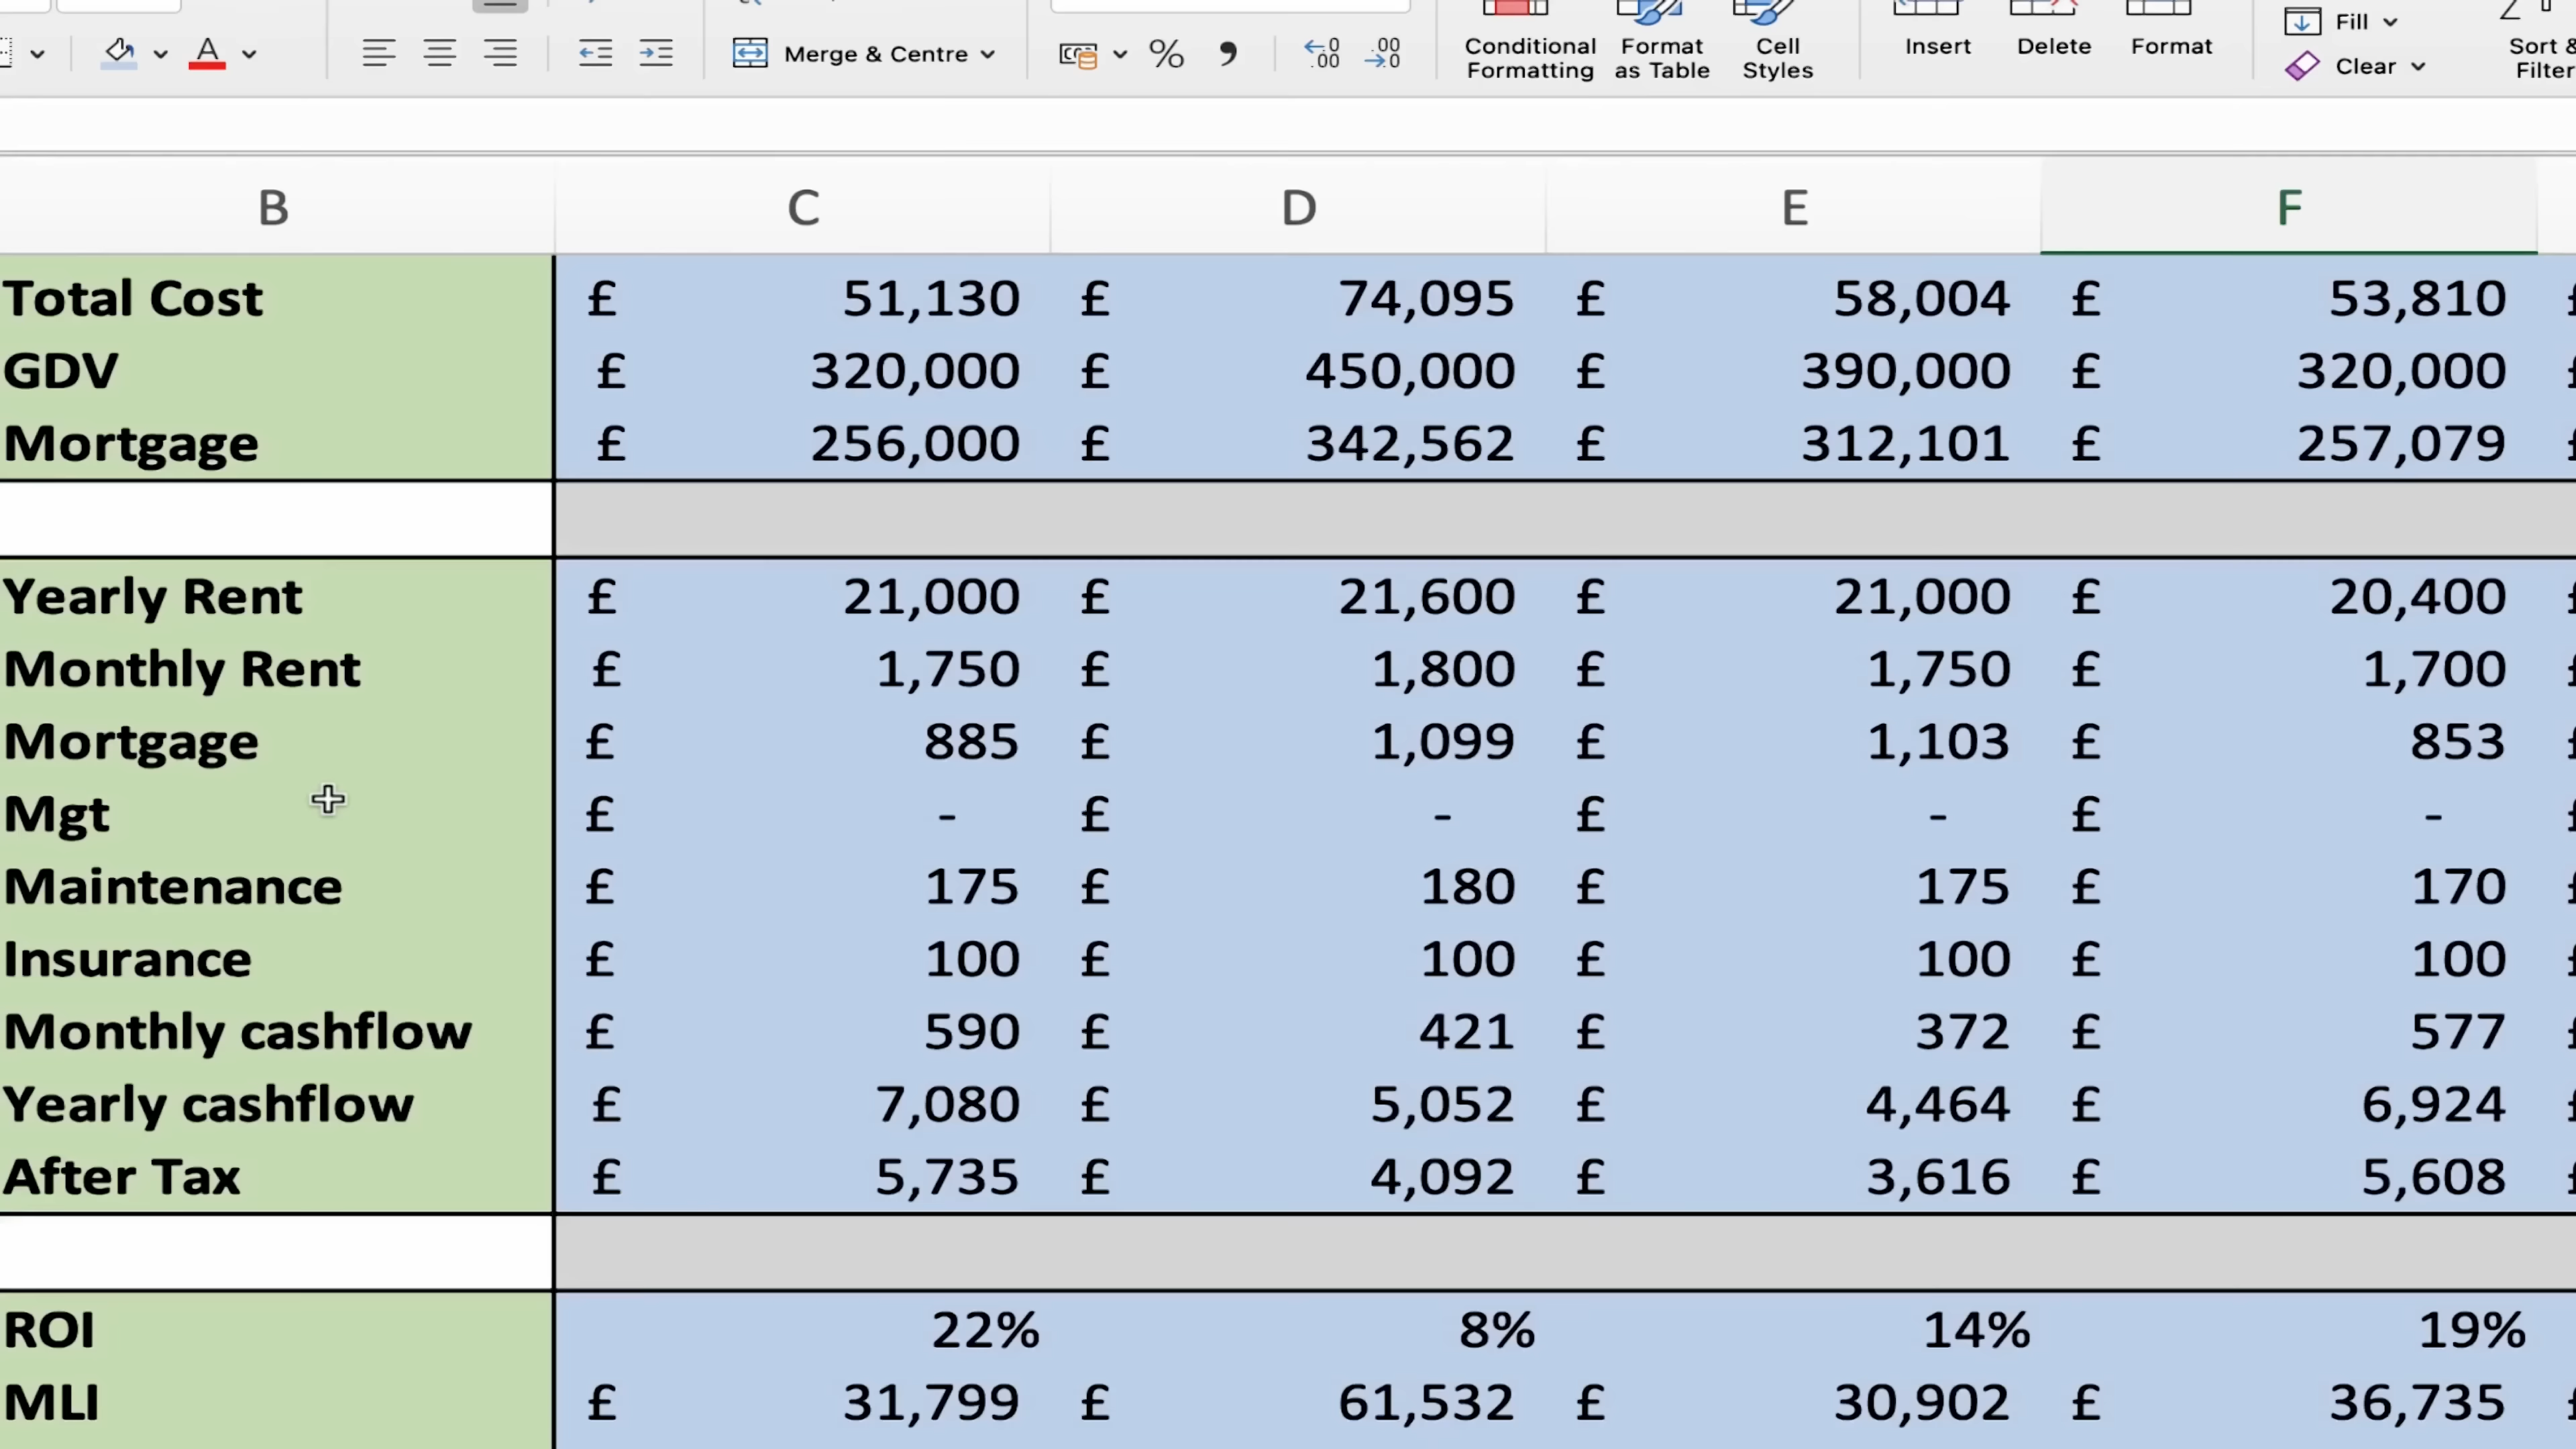 Merge & Centre
%
Conditional Formatting
Format as Table
Cell Styles
Insert
Delete
Format
Fill
Clear
Sort &
Filter
B C D E F
Total Cost £ 51,130 £ 74,095 £ 58,004 £ 53,810
GDV £ 320,000 £ 450,000 £ 390,000 £ 320,000
Mortgage £ 256,000 £ 342,562 £ 312,101 £ 257,079
Yearly Rent £ 21,000 £ 21,600 £ 21,000 £ 20,400
Monthly Rent £ 1,750 £ 1,800 £ 1,750 £ 1,700
Mortgage £ 885 £ 1,099 £ 1,103 £ 853
Mgt £ - £ - £ - £ -
Maintenance £ 175 £ 180 £ 175 £ 170
Insurance £ 100 £ 100 £ 100 £ 100
Monthly cashflow £ 590 £ 421 £ 372 £ 577
Yearly cashflow £ 7,080 £ 5,052 £ 4,464 £ 6,924
After Tax £ 5,735 £ 4,092 £ 3,616 £ 5,608
ROI 22% 8% 14% 19%
MLI £ 31,799 £ 61,532 £ 30,902 £ 36,735